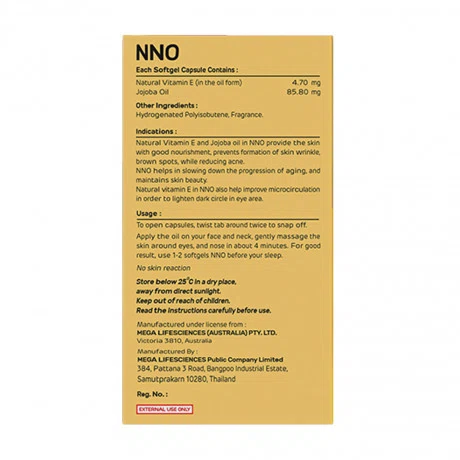 NNO
Each Softgel Capsule Contains :
Natural Vitamin E (in the oil form) 4.70 mg
Jojoba Oil 85.80 mg
Other Ingredients :
Hydrogenated Polyisobutene, Fragrance.
Indications :
Natural Vitamin E and Jojoba oil in NNO provide the skin
with good nourishment, prevents formation of skin wrinkle,
brown spots, while reducing acne.
NNO helps in slowing down the progression of aging, and
maintains skin beauty.
Natural vitamin E in NNO also help improve microcirculation
in order to lighten dark circle in eye area.
Usage :
To open capsules, twist tab around twice to snap off.
Apply the oil on your face and neck, gently massage the
skin around eyes, and nose in about 4 minutes. For good
result, use 1-2 softgels NNO before your sleep.
No skin reaction
Store below 25°C in a dry place,
away from direct sunlight.
Keep out of reach of children.
Read the instructions carefully before use.
Manufactured under license from :
MEGA LIFESCIENCES (AUSTRALIA) PTY. LTD.
Victoria 3810, Australia
Manufactured By :
MEGA LIFESCIENCES Public Company Limited
384, Pattana 3 Road, Bangpoo Industrial Estate,
Samutprakarn 10280, Thailand
Reg. No. :
EXTERNAL USE ONLY